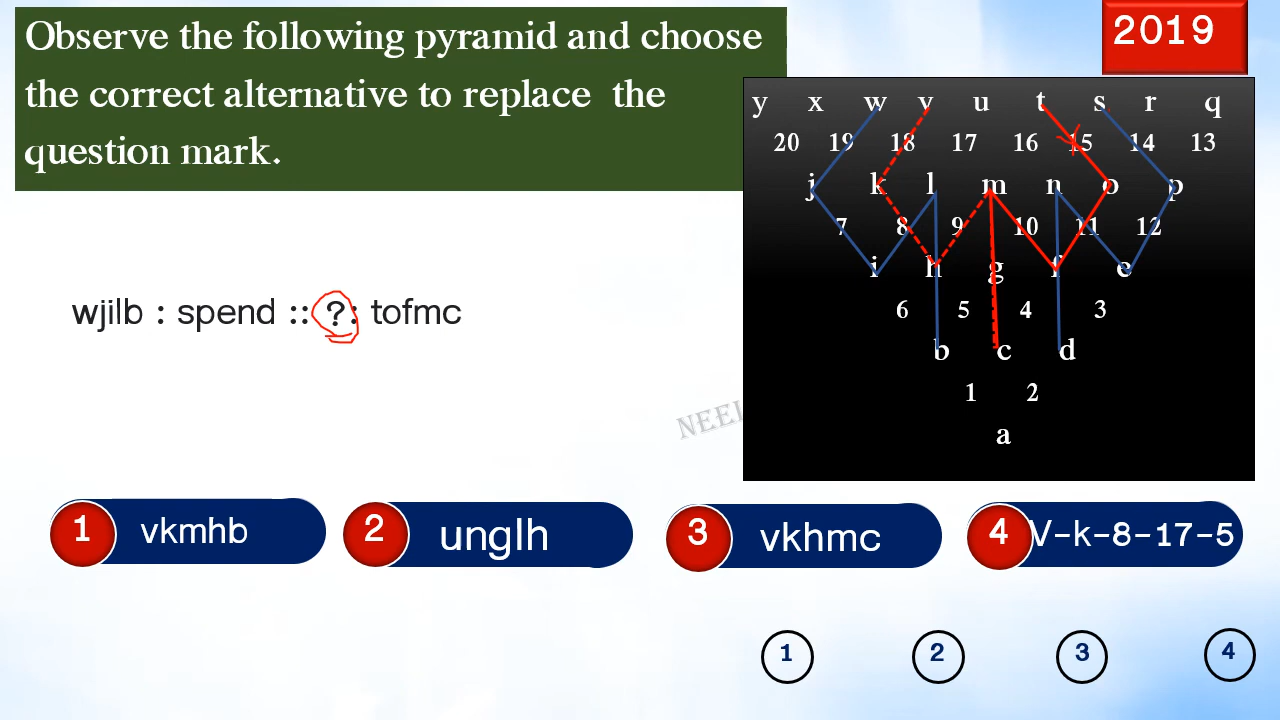 Observe the following pyramid and choose
the correct alternative to replace the
question mark.
2019
y x w v u t s r q
20 19 18 17 16 15 14 13
j k l m n o p
7 8 9 10 11 12
i h g f e
6 5 4 3
b c d
1 2
a
wjilb : spend :: ?: tofmc
NEEL
1 vkmhb
2 unglh
3 vkhmc
4 V-k-8-17-5
1 2 3 4